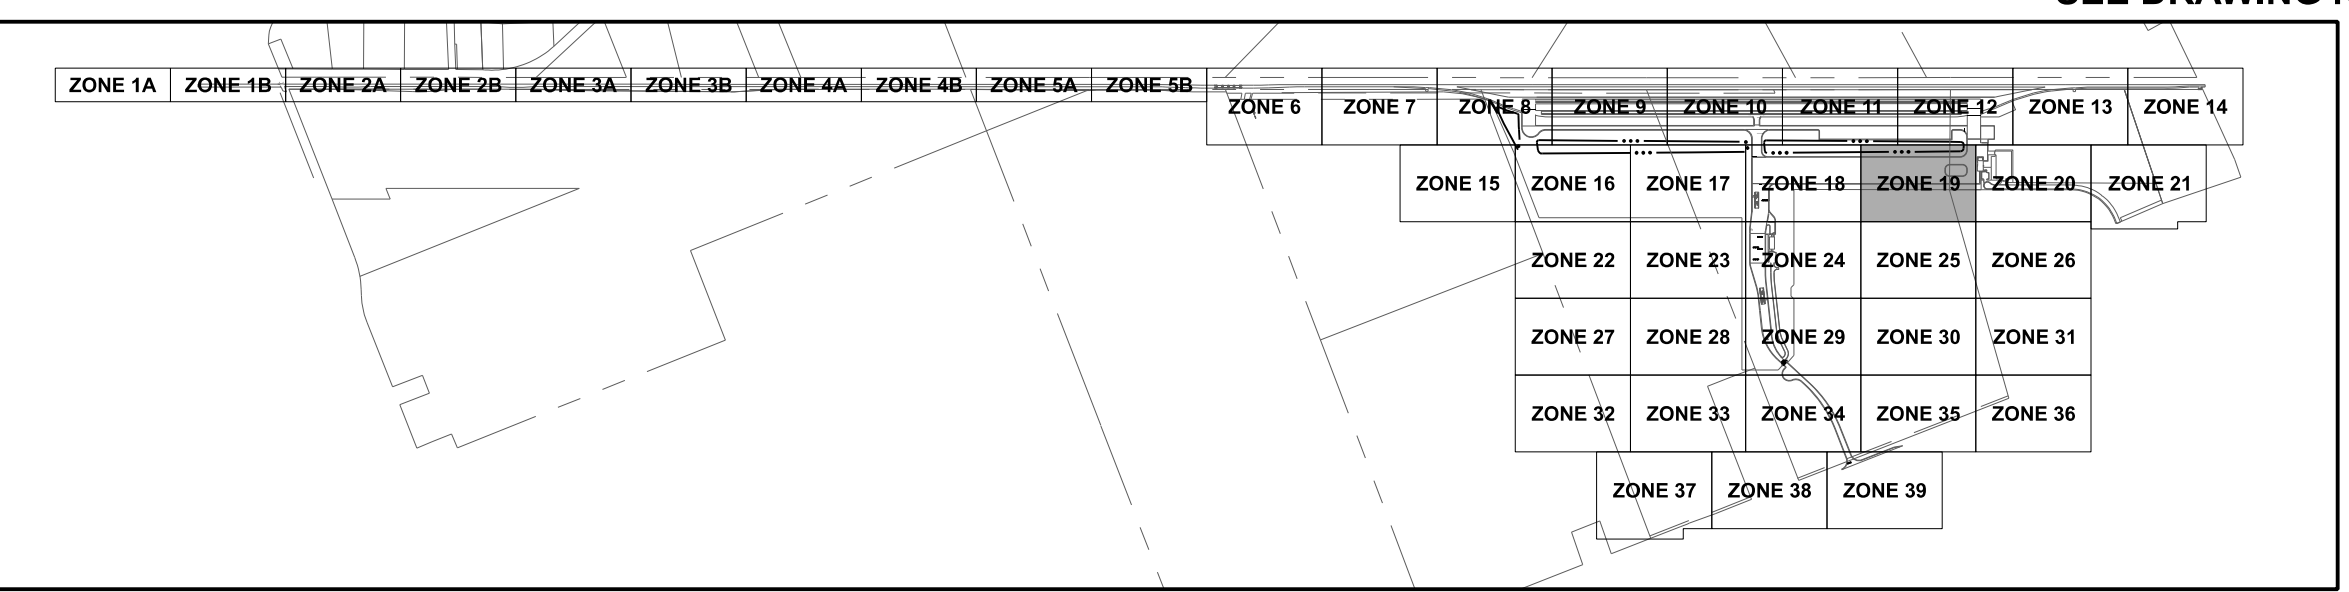 SEE DRAWING
ZONE 1A ZONE 1B ZONE 2A ZONE 2B ZONE 3A ZONE 3B ZONE 4A ZONE 4B ZONE 5A ZONE 5B
ZONE 6 ZONE 7 ZONE 8 ZONE 9 ZONE 10 ZONE 11 ZONE 12 ZONE 13 ZONE 14
ZONE 15 ZONE 16 ZONE 17 ZONE 18 ZONE 19 ZONE 20 ZONE 21
ZONE 22 ZONE 23 ZONE 24 ZONE 25 ZONE 26
ZONE 27 ZONE 28 ZONE 29 ZONE 30 ZONE 31
ZONE 32 ZONE 33 ZONE 34 ZONE 35 ZONE 36
ZONE 37 ZONE 38 ZONE 39